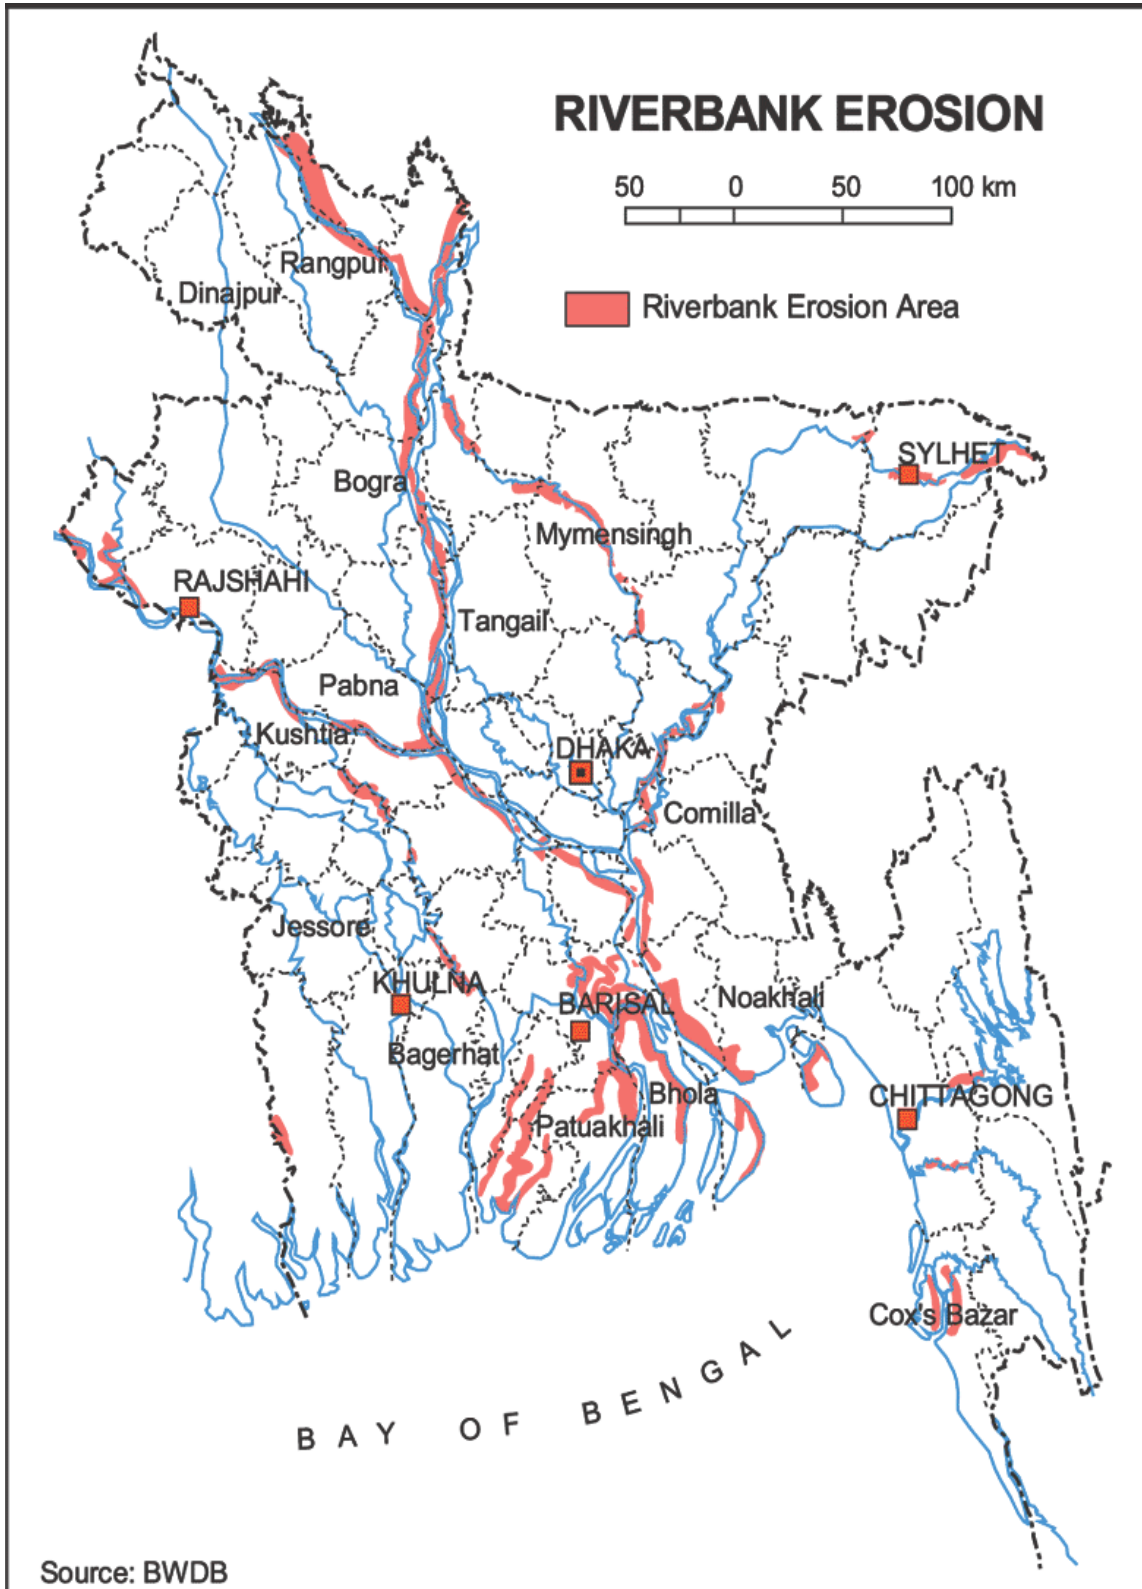 RIVERBANK EROSION
50 0 50 100 km
Riverbank Erosion Area
Rangpur
Dinajpur
SYLHET
Bogra
Mymensingh
RAJSHAHI
Tangail
Pabna
Kushtia
DHAKA
Comilla
Jessore
KHULNA
BARISAL
Noakhali
Bagerhat
Bhola
CHITTAGONG
Patuakhali
Cox's Bazar
BAY OF BENGAL
Source: BWDB